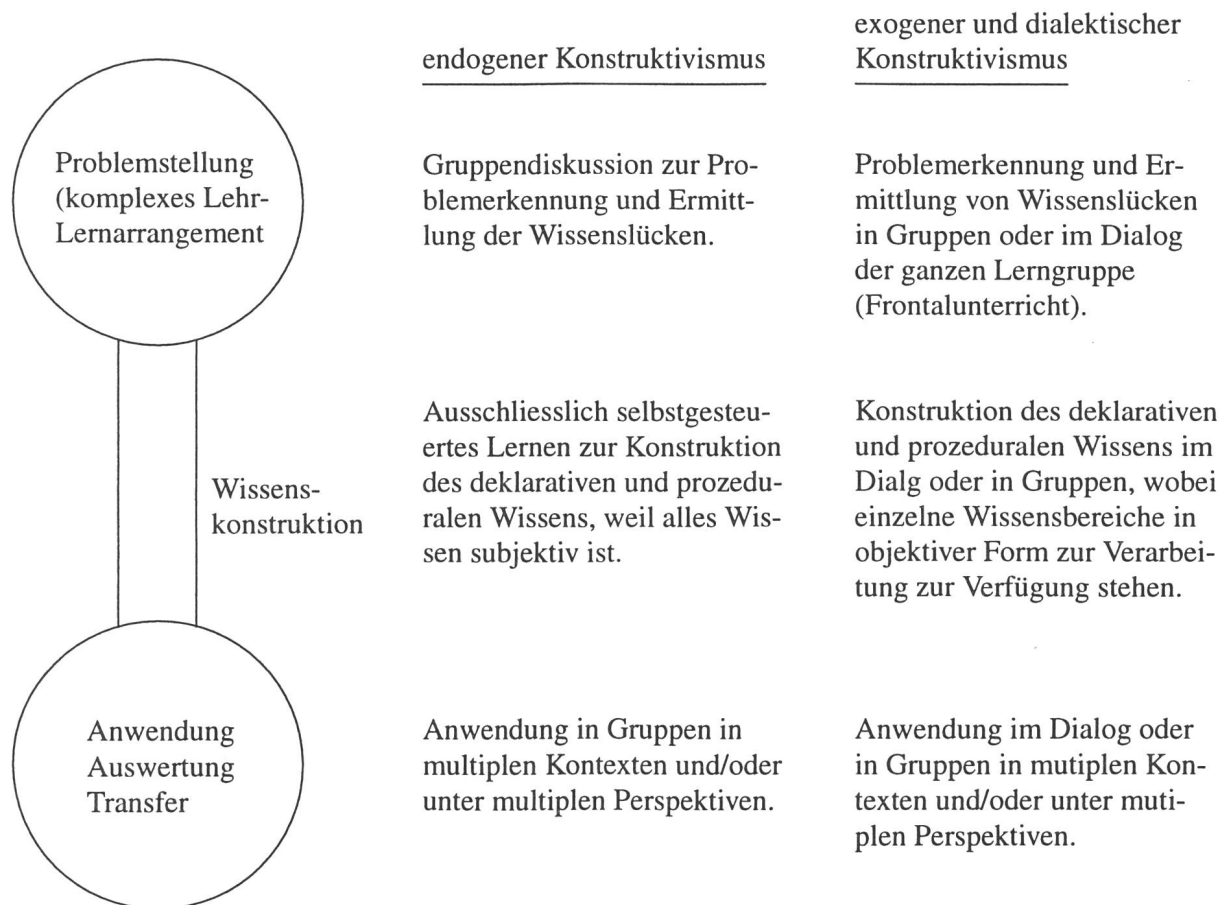 endogener Konstruktivismus
exogener und dialektischer
Konstruktivismus
Problemstellung
(komplexes Lehr-
Lernarrangement
Gruppendiskussion zur Pro-
blemerkennung und Ermitt-
lung der Wissenslücken.
Problemerkennung und Er-
mittlung von Wissenslücken
in Gruppen oder im Dialog
der ganzen Lerngruppe
(Frontalunterricht).
Wissens-
konstruktion
Ausschliesslich selbstgesteu-
ertes Lernen zur Konstruktion
des deklarativen und prozedu-
ralen Wissens, weil alles Wis-
sen subjektiv ist.
Konstruktion des deklarativen
und prozeduralen Wissens im
Dialg oder in Gruppen, wobei
einzelne Wissensbereiche in
objektiver Form zur Verarbei-
tung zur Verfügung stehen.
Anwendung
Auswertung
Transfer
Anwendung in Gruppen in
multiplen Kontexten und/oder
unter multiplen Perspektiven.
Anwendung im Dialog oder
in Gruppen in mutiplen Kon-
texten und/oder unter muti-
plen Perspektiven.